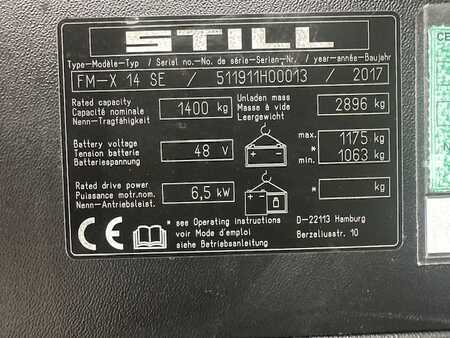 STILL
Type-Modèle-Typ / Serial no.-No. de série-Serien-Nr. / year-année-Baujahr
FM-X 14 SE / 511911H00013 / 2017
Rated capacity
Capacité nominale
Nenn-Tragfähigkeit
1400 kg
Unladen mass
Masse à vide
Leergewicht
2896 kg
Battery voltage
Tension batterie
Batteriespannung
48 V
max. 1175 kg
* *
min. 1063 kg
Rated drive power
Puissance motr.nom.
Nenn-Antriebsleist.
6,5 kW
* kg
CE
* see Operating instructions
voir Mode d'emploi
siehe Betriebsanleitung
D-22113 Hamburg
Berzeliusstr. 10